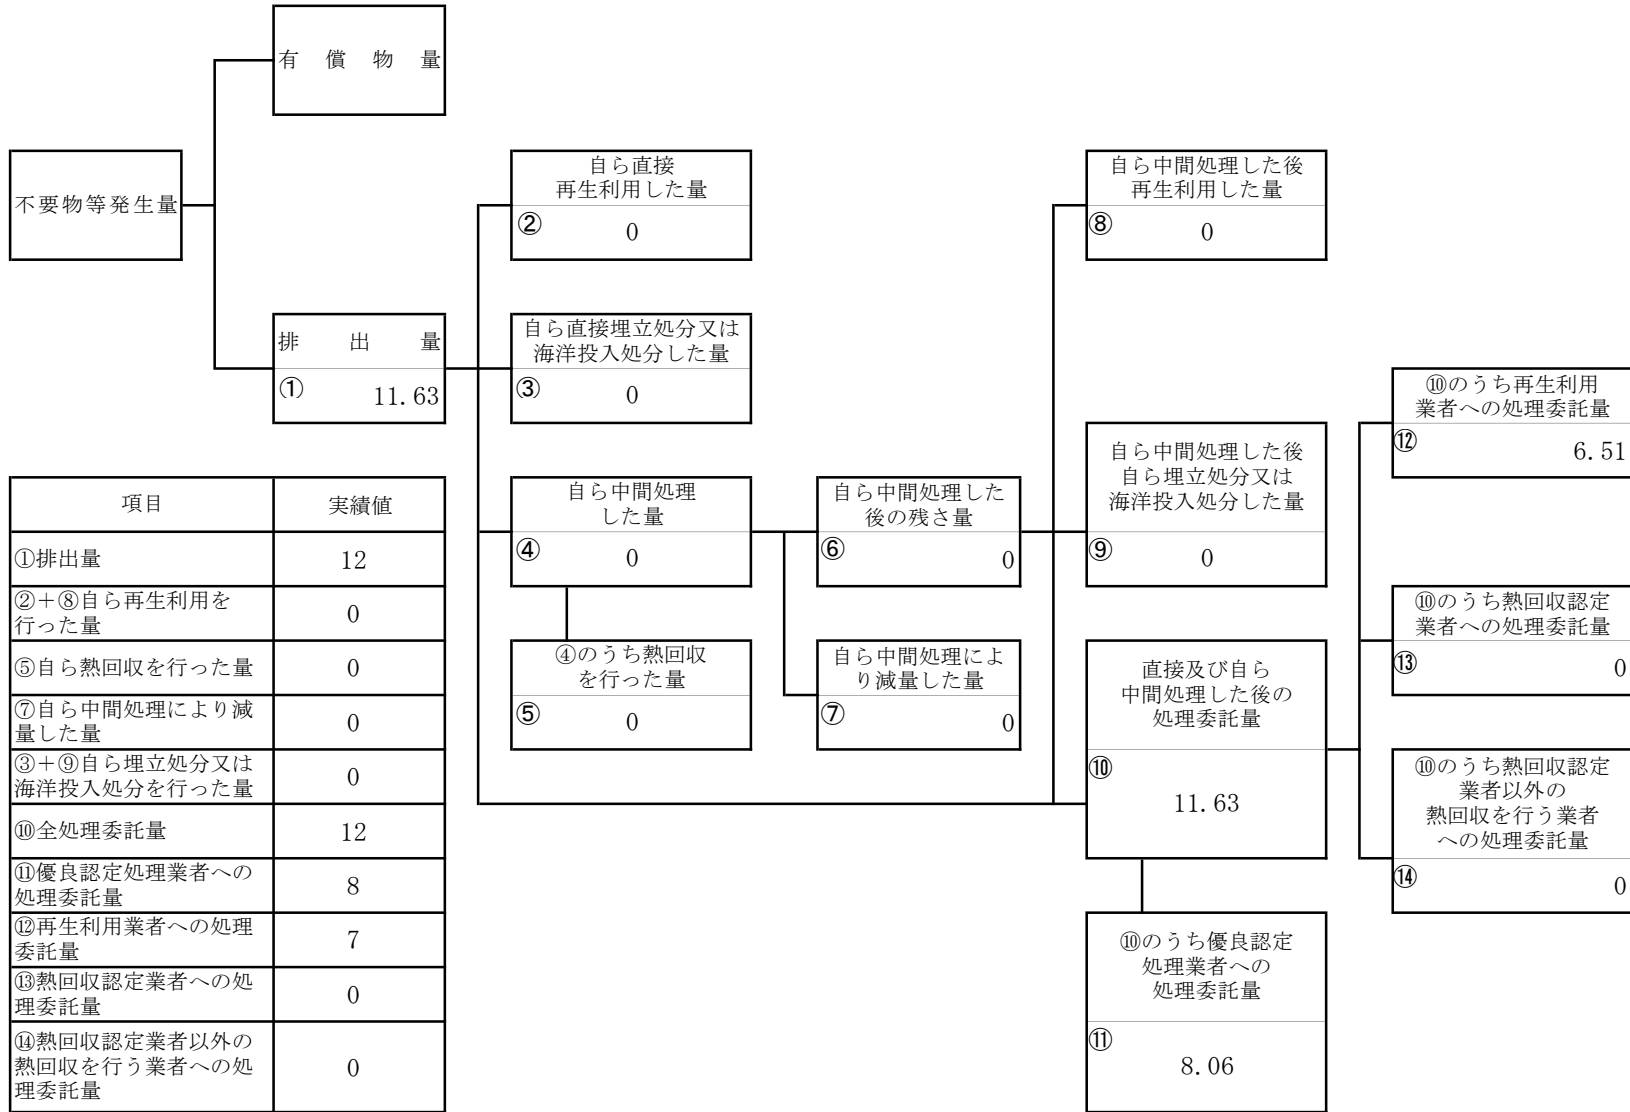 有償物量
不要物等発生量
自ら直接
再生利用した量
② 0
自ら中間処理した後
再生利用した量
⑧ 0
排出量
① 11.63
自ら直接埋立処分又は
海洋投入処分した量
③ 0
⑩のうち再生利用
業者への処理委託量
⑫ 6.51
自ら中間処理した後
自ら埋立処分又は
海洋投入処分した量
⑨ 0
自ら中間処理
した量
④ 0
自ら中間処理した
後の残さ量
⑥ 0
④のうち熱回収
を行った量
⑤ 0
自ら中間処理によ
り減量した量
⑦ 0
直接及び自ら
中間処理した後の
処理委託量
⑩
11.63
⑩のうち熱回収認定
業者への処理委託量
⑬ 0
⑩のうち熱回収認定
業者以外の
熱回収を行う業者
への処理委託量
⑭ 0
⑩のうち優良認定
処理業者への
処理委託量
⑪
8.06
項目 実績値
①排出量 12
②+⑧自ら再生利用を
行った量 0
⑤自ら熱回収を行った量 0
⑦自ら中間処理により減
量した量 0
③+⑨自ら埋立処分又は
海洋投入処分を行った量 0
⑩全処理委託量 12
⑪優良認定処理業者への
処理委託量 8
⑫再生利用業者への処理
委託量 7
⑬熱回収認定業者への処
理委託量 0
⑭熱回収認定業者以外の
熱回収を行う業者への処
理委託量 0